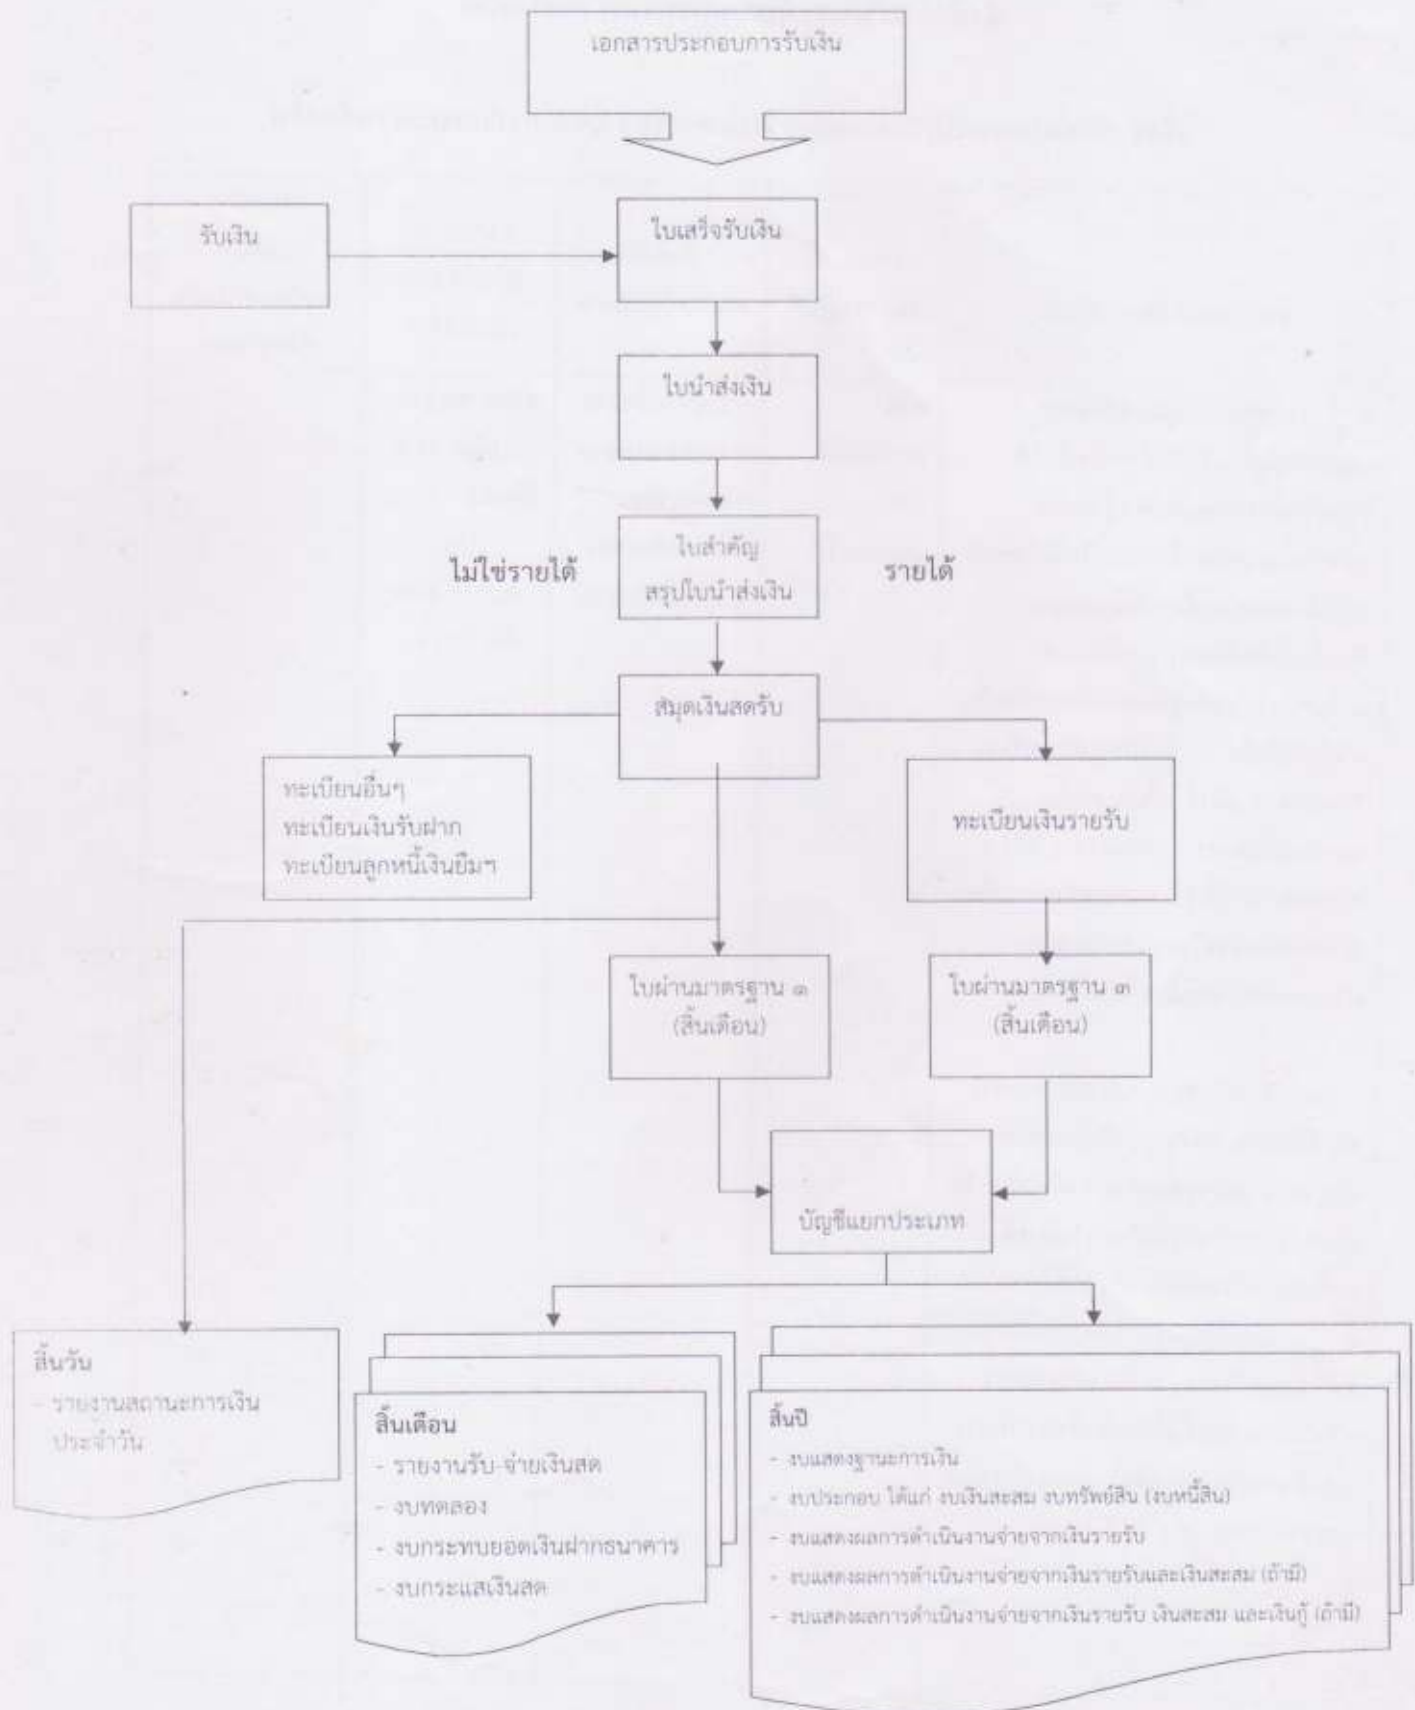 เอกสารประกอบการรับเงิน
รับเงิน
ใบเสร็จรับเงิน
ใบนำส่งเงิน
ไม่ใช่รายได้
ใบสำคัญ
สรุปใบนำส่งเงิน
รายได้
สมุดเงินสดรับ
ทะเบียนอื่นๆ
ทะเบียนเงินรับฝาก
ทะเบียนลูกหนี้เงินยืมฯ
ทะเบียนเงินรายรับ
ใบผ่านมาตรฐาน ๑
(สิ้นเดือน)
ใบผ่านมาตรฐาน ๓
(สิ้นเดือน)
บัญชีแยกประเภท
สิ้นวัน
- รายงานสถานะการเงิน
ประจำวัน
สิ้นเดือน
- รายงานรับ-จ่ายเงินสด
- งบทดลอง
- งบกระทบยอดเงินฝากธนาคาร
- งบกระแสเงินสด
สิ้นปี
- งบแสดงฐานะการเงิน
- งบประกอบ ได้แก่ งบเงินสะสม งบทรัพย์สิน (งบหนี้สิน)
- งบแสดงผลการดำเนินงานจ่ายจากเงินรายรับ
- งบแสดงผลการดำเนินงานจ่ายจากเงินรายรับและเงินสะสม (ถ้ามี)
- งบแสดงผลการดำเนินงานจ่ายจากเงินรายรับ เงินสะสม และเงินกู้ (ถ้ามี)